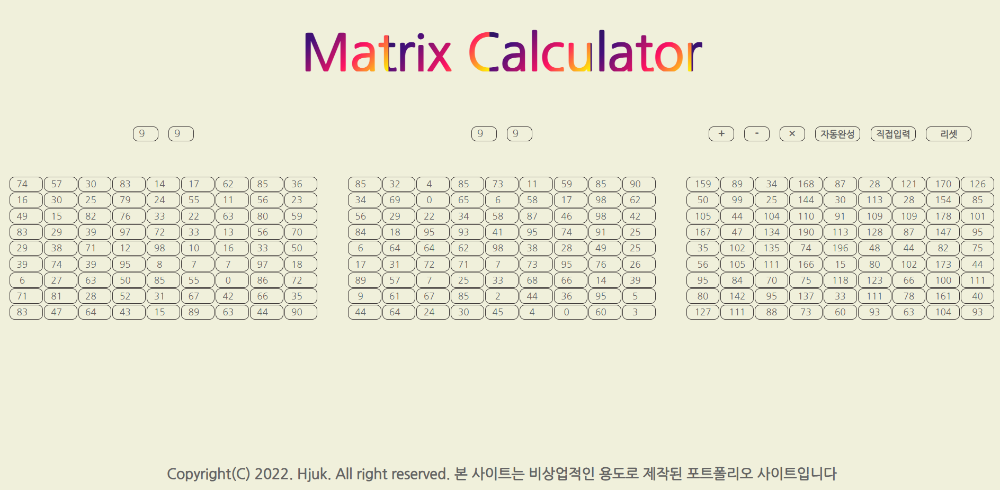 Matrix Calculator
9 9 9 9 + - × 자동완성 직접입력 리셋
74 57 30 83 14 17 62 85 36 85 32 4 85 73 11 59 85 90 159 89 34 168 87 28 121 170 126
16 30 25 79 24 55 11 56 23 34 69 0 65 6 58 17 98 62 50 99 25 144 30 113 28 154 85
49 15 82 76 33 22 63 80 59 56 29 22 34 58 87 46 98 42 105 44 104 110 91 109 109 178 101
83 29 39 97 72 33 13 56 70 84 18 95 93 41 95 74 91 25 167 47 134 190 113 128 87 147 95
29 38 71 12 98 10 16 33 50 6 64 64 62 98 38 28 49 25 35 102 135 74 196 48 44 82 75
39 74 39 95 8 7 7 97 18 17 31 72 71 7 73 95 76 26 56 105 111 166 15 80 102 173 44
6 27 63 50 85 55 0 86 72 89 57 7 25 33 68 66 14 39 95 84 70 75 118 123 66 100 111
71 81 28 52 31 67 42 66 35 9 61 67 85 2 44 36 95 5 80 142 95 137 33 111 78 161 40
83 47 64 43 15 89 63 44 90 44 64 24 30 45 4 0 60 3 127 111 88 73 60 93 63 104 93
Copyright(C) 2022. Hjuk. All right reserved. 본 사이트는 비상업적인 용도로 제작된 포트폴리오 사이트입니다